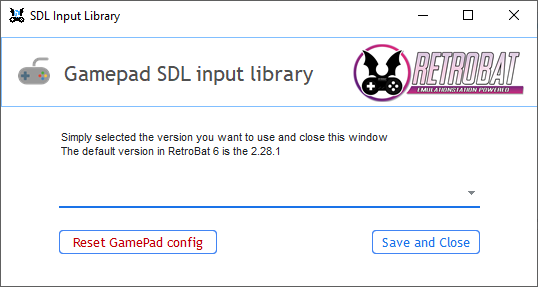 SDL Input Library
Gamepad SDL input library
RETROBAT
EMULATIONSTATION POWERED
Simply selected the version you want to use and close this window
The default version in RetroBat 6 is the 2.28.1
Reset GamePad config
Save and Close